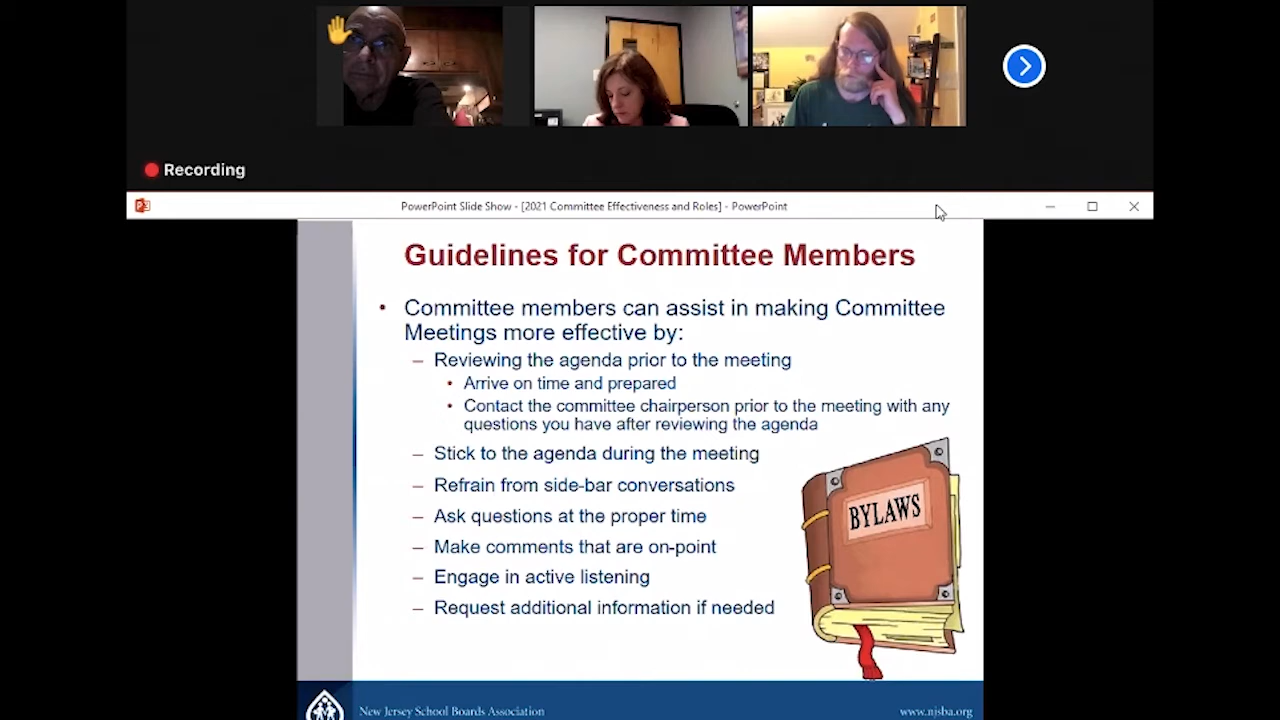 Recording
PowerPoint Slide Show - [2021 Committee Effectiveness and Roles] - PowerPoint
Guidelines for Committee Members
• Committee members can assist in making Committee
Meetings more effective by:
– Reviewing the agenda prior to the meeting
• Arrive on time and prepared
• Contact the committee chairperson prior to the meeting with any
questions you have after reviewing the agenda
– Stick to the agenda during the meeting
– Refrain from side-bar conversations
– Ask questions at the proper time
– Make comments that are on-point
– Engage in active listening
– Request additional information if needed
BYLAWS
New Jersey School Boards Association
www.njsba.org